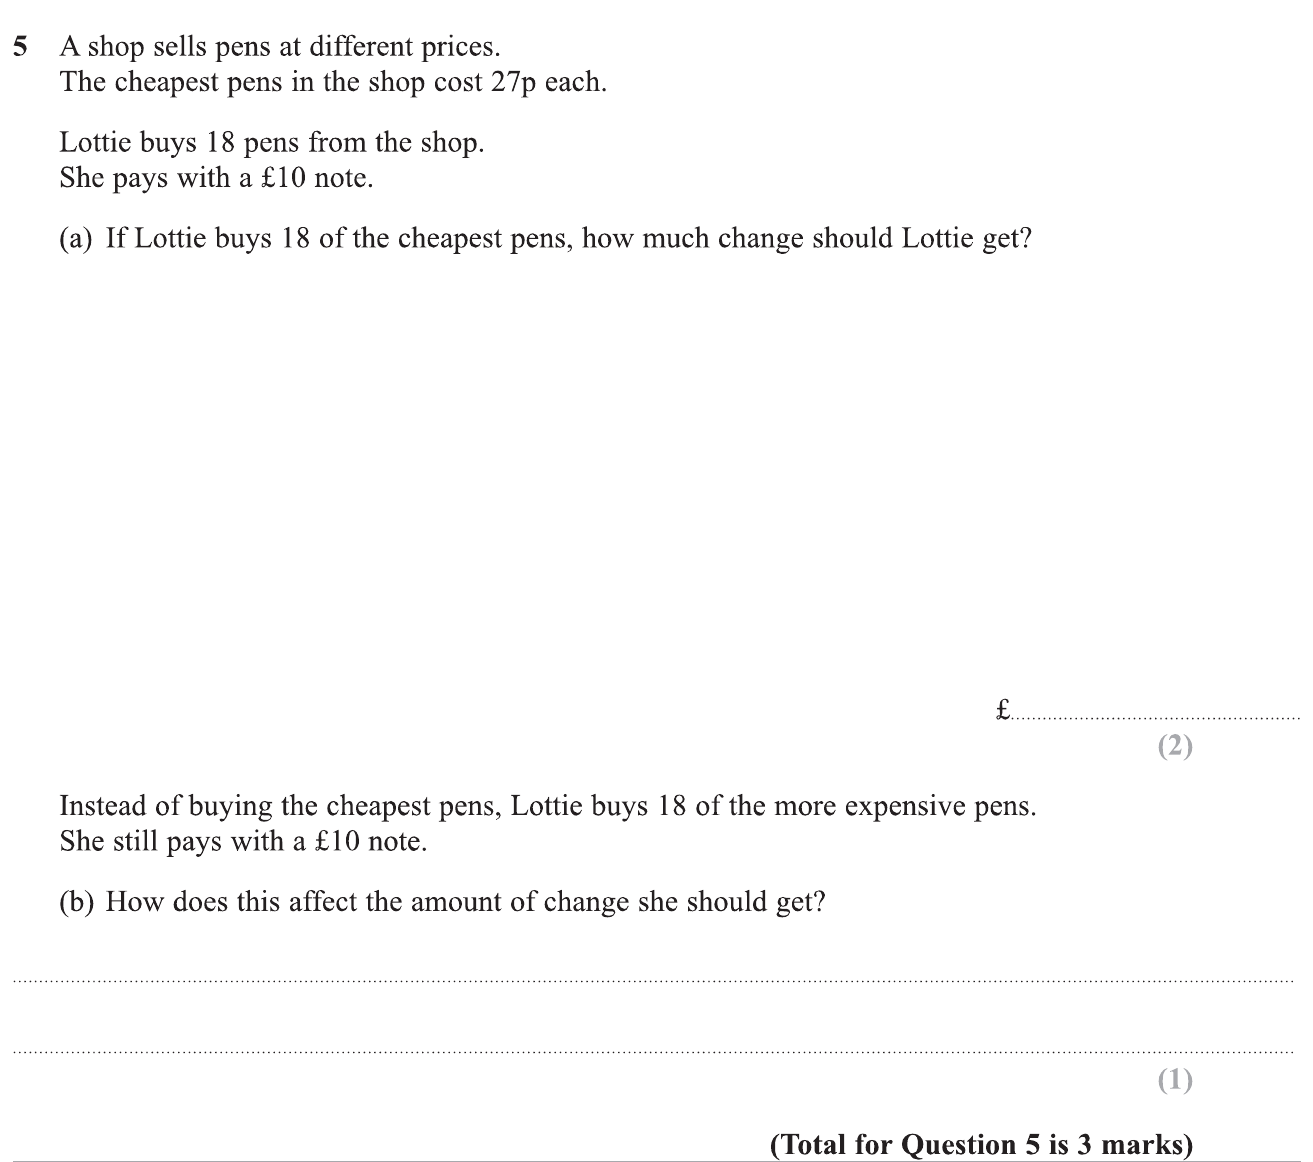 5 A shop sells pens at different prices.
The cheapest pens in the shop cost 27p each.
Lottie buys 18 pens from the shop.
She pays with a £10 note.
(a) If Lottie buys 18 of the cheapest pens, how much change should Lottie get?
£
(2)
Instead of buying the cheapest pens, Lottie buys 18 of the more expensive pens.
She still pays with a £10 note.
(b) How does this affect the amount of change she should get?
(1)
(Total for Question 5 is 3 marks)